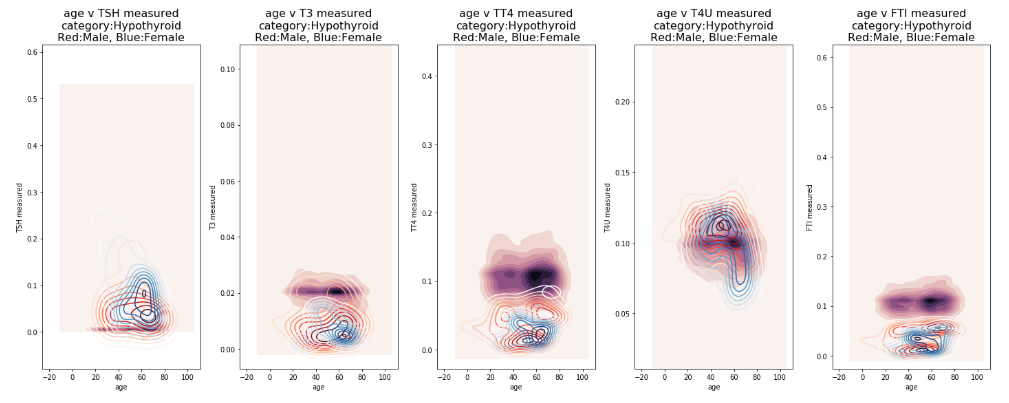 age v TSH measured
category:Hypothyroid
Red:Male, Blue:Female
0.6
0.5
0.4
0.3
0.2
0.1
0.0
TSH measured
−20 0 20 40 60 80 100
age
age v T3 measured
category:Hypothyroid
Red:Male, Blue:Female
0.10
0.08
0.06
0.04
0.02
0.00
T3 measured
−20 0 20 40 60 80 100
age
age v TT4 measured
category:Hypothyroid
Red:Male, Blue:Female
0.4
0.3
0.2
0.1
0.0
TT4 measured
−20 0 20 40 60 80 100
age
age v T4U measured
category:Hypothyroid
Red:Male, Blue:Female
0.20
0.15
0.10
0.05
T4U measured
−20 0 20 40 60 80 100
age
age v FTI measured
category:Hypothyroid
Red:Male, Blue:Female
0.6
0.5
0.4
0.3
0.2
0.1
0.0
FTI measured
−20 0 20 40 60 80 100
age